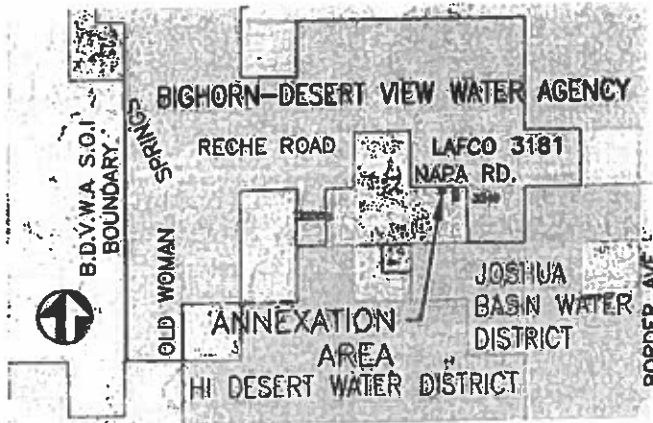 BIGHORN-DESERT VIEW WATER AGENCY
B.D.V.W.A S.O.I
BOUNDARY
OLD WOMAN
SPRINGS
RECHE ROAD
LAFCO 3181
NAPA RD.
ANNEXATION
AREA
JOSHUA
BASIN WATER
DISTRICT
HI DESERT WATER DISTRICT
BORDER AVE